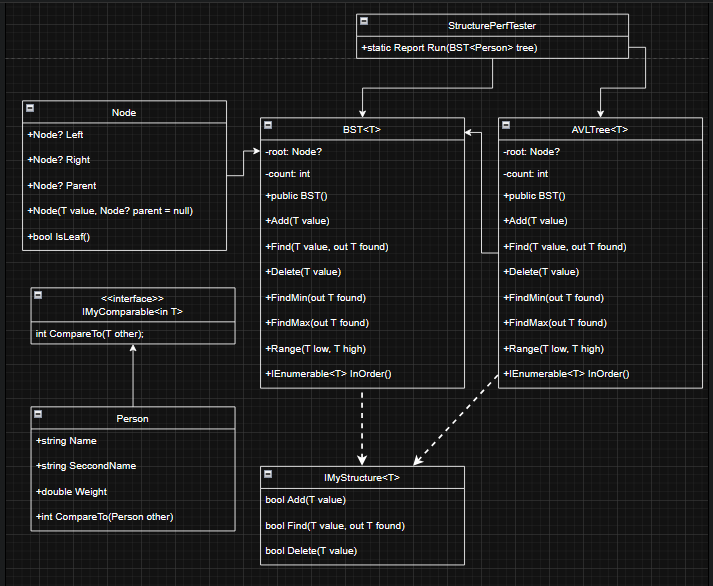 StructurePerfTester
+static Report Run(BST<Person> tree)
Node
+Node? Left
+Node? Right
+Node? Parent
+Node(T value, Node? parent = null)
+bool IsLeaf()
BST<T>
-root: Node?
-count: int
+public BST()
+Add(T value)
+Find(T value, out T found)
+Delete(T value)
+FindMin(out T found)
+FindMax(out T found)
+Range(T low, T high)
+IEnumerable<T> InOrder()
AVLTree<T>
-root: Node?
-count: int
+public BST()
+Add(T value)
+Find(T value, out T found)
+Delete(T value)
+FindMin(out T found)
+FindMax(out T found)
+Range(T low, T high)
+IEnumerable<T> InOrder()
<<interface>>
IMyComparable<in T>
int CompareTo(T other);
Person
+string Name
+string SeccondName
+double Weight
+int CompareTo(Person other)
IMyStructure<T>
bool Add(T value)
bool Find(T value, out T found)
bool Delete(T value)